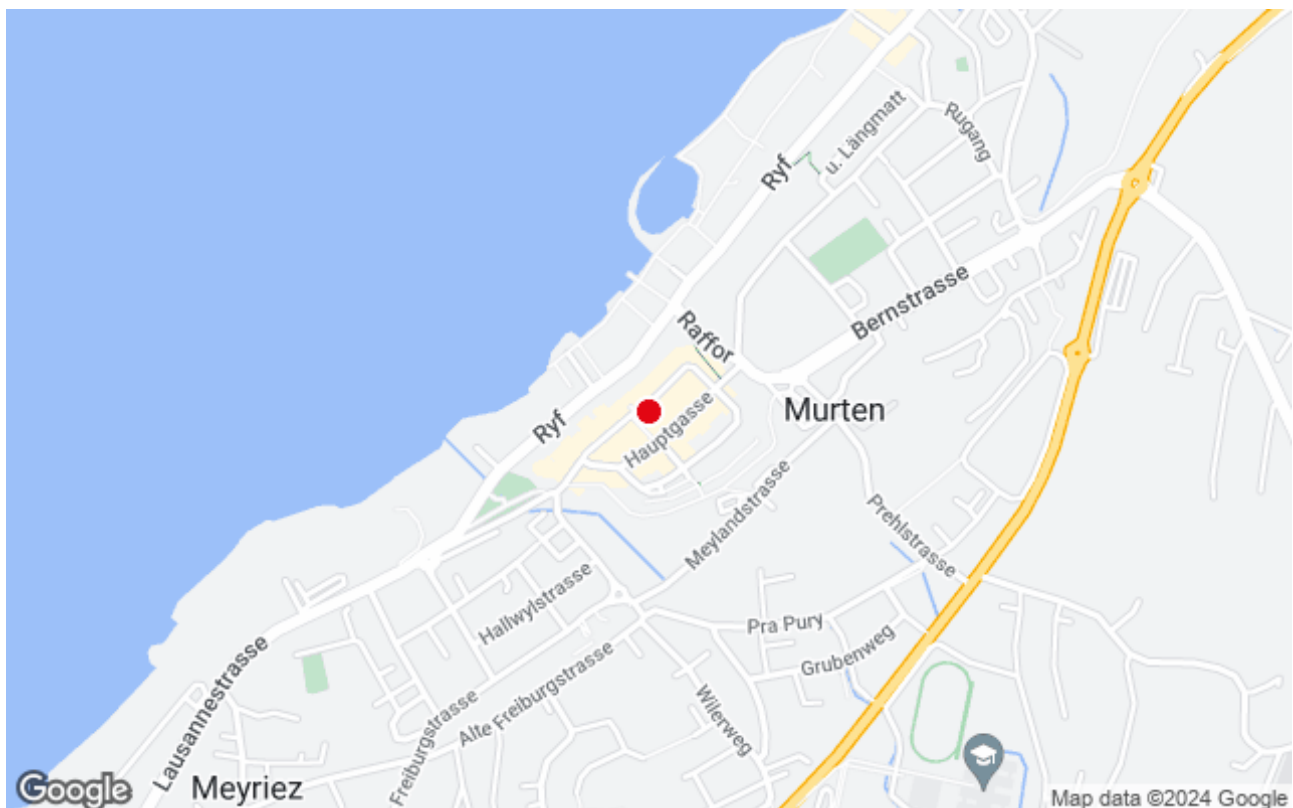 u. Längmatt
Rugang
Ryf
Bernstrasse
Raffor
Murten
Ryf
Hauptgasse
Meylandstrasse
Prehlstrasse
Hallwylstrasse
Pra Pury
Grubenweg
Lausannestrasse
Alte Freiburgstrasse
Freiburgstrasse
Wilerweg
Meyriez
Google
Map data ©2024 Google